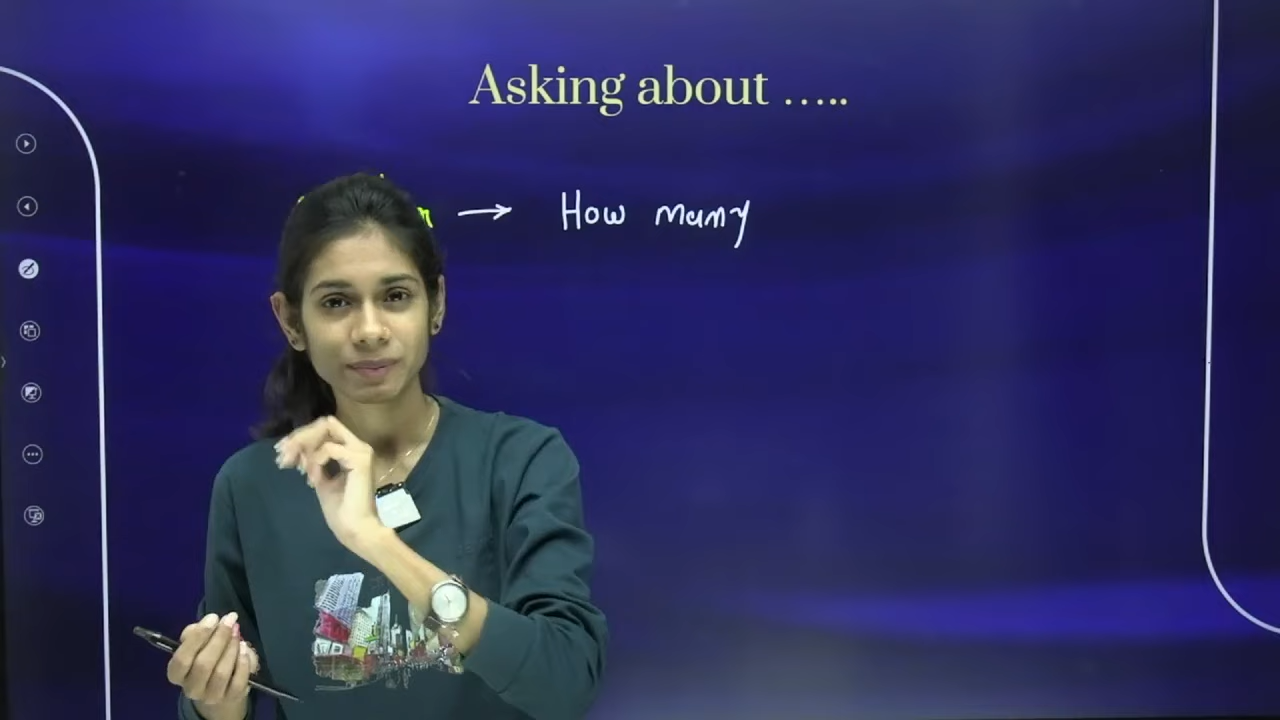 Asking about …..
→ How many